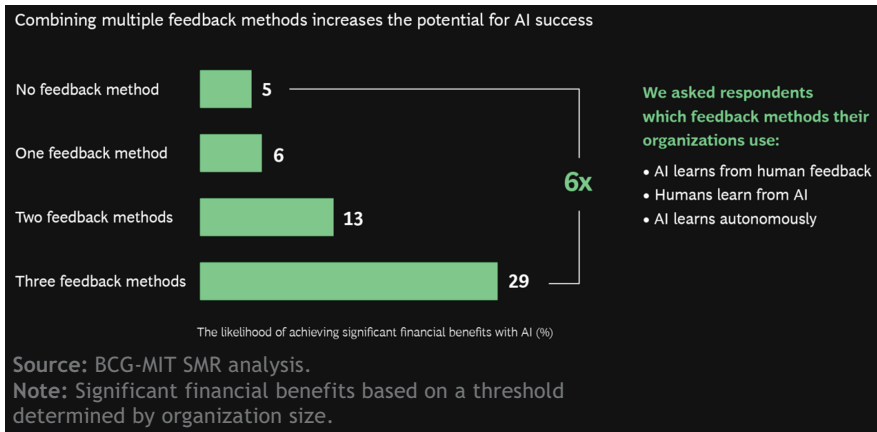 Combining multiple feedback methods increases the potential for AI success
No feedback method 5
One feedback method 6
Two feedback methods 13
Three feedback methods 29
6x
The likelihood of achieving significant financial benefits with AI (%)
We asked respondents
which feedback methods their
organizations use:
• AI learns from human feedback
• Humans learn from AI
• AI learns autonomously
Source: BCG-MIT SMR analysis.
Note: Significant financial benefits based on a threshold
determined by organization size.